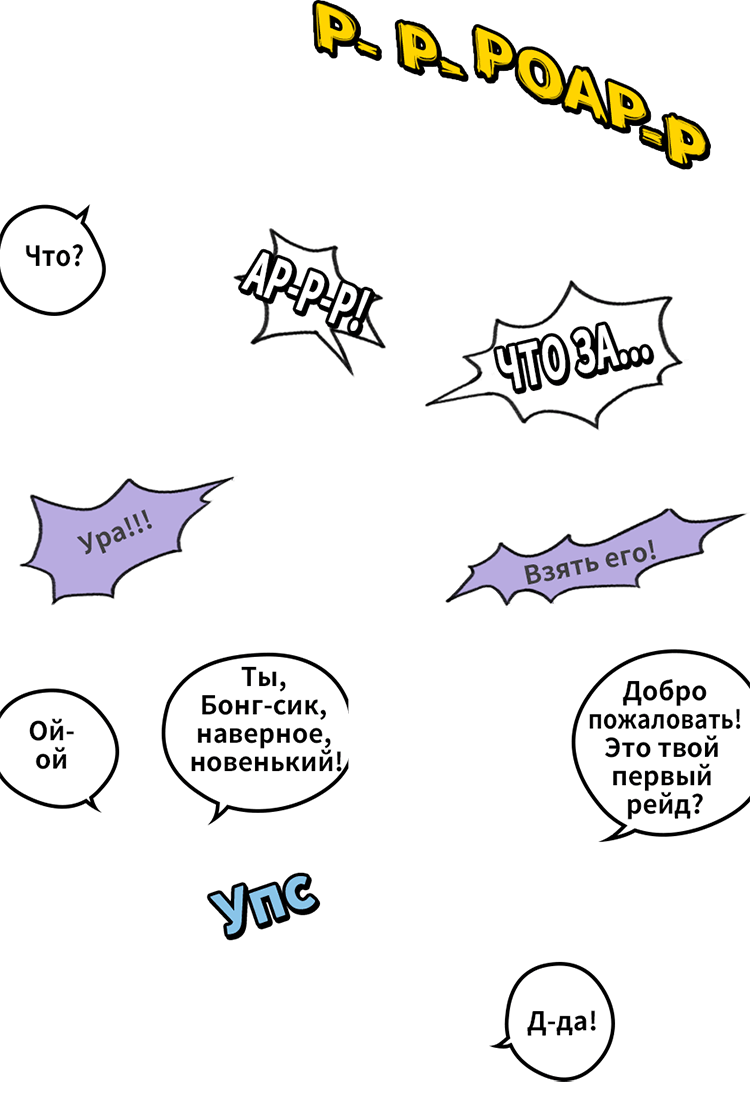 Р- Р- РОАР-Р
Что?
АР-Р-Р!
ЧТО ЗА...
Ура!!!
Взять его!
Ты,
Бонг-сик,
наверное,
новенький!
Ой-
ой
Добро
пожаловать!
Это твой
первый
рейд?
Упс
Д-да!